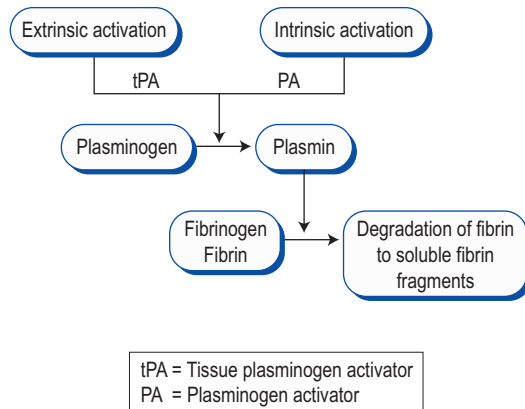 Extrinsic activation
Intrinsic activation
tPA
PA
Plasminogen
Plasmin
Fibrinogen
Fibrin
Degradation of fibrin
to soluble fibrin
fragments
tPA = Tissue plasminogen activator
PA = Plasminogen activator